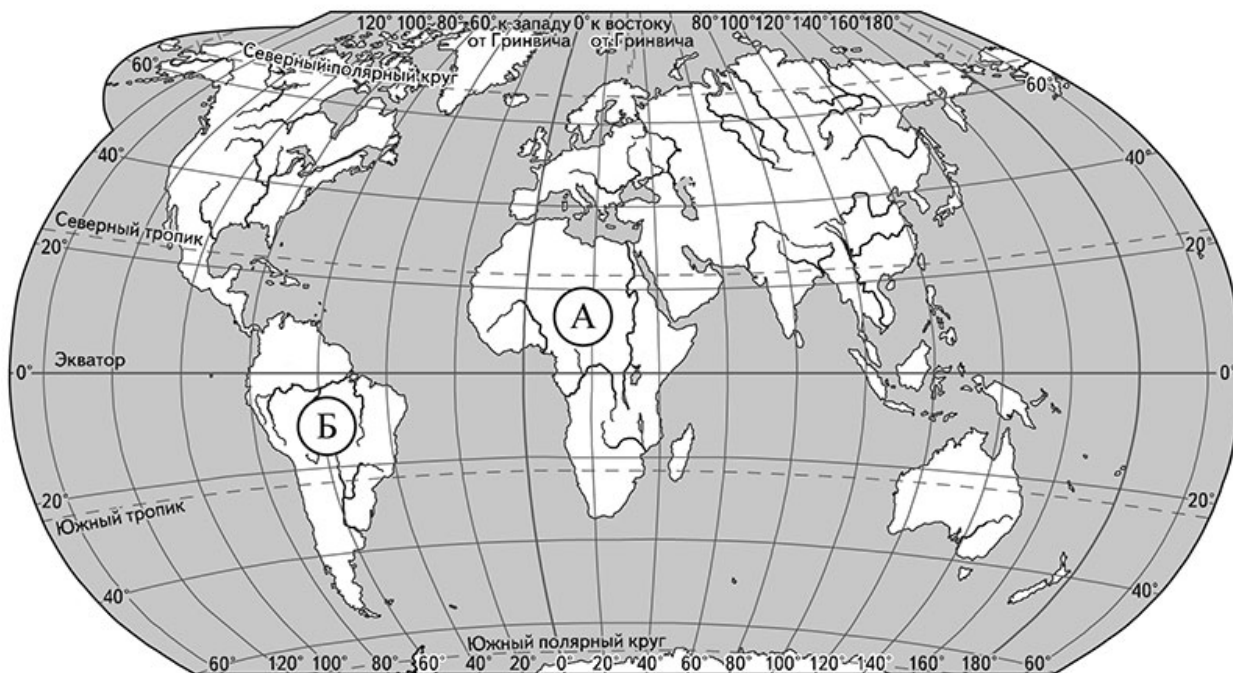 120° 100° 80° 60° к западу 0° к востоку 80° 100° 120° 140° 160° 180°
от Гринвича от Гринвича
60° Северный полярный круг 60°
40° 40°
Северный тропик
20° 20°
А
Экватор
0° 0°
Б
20° 20°
Южный тропик
40° 40°
Южный полярный круг
60° 120° 100° 80° 60° 40° 20° 0° 20° 40° 60° 80° 100° 120° 140° 180° 60°